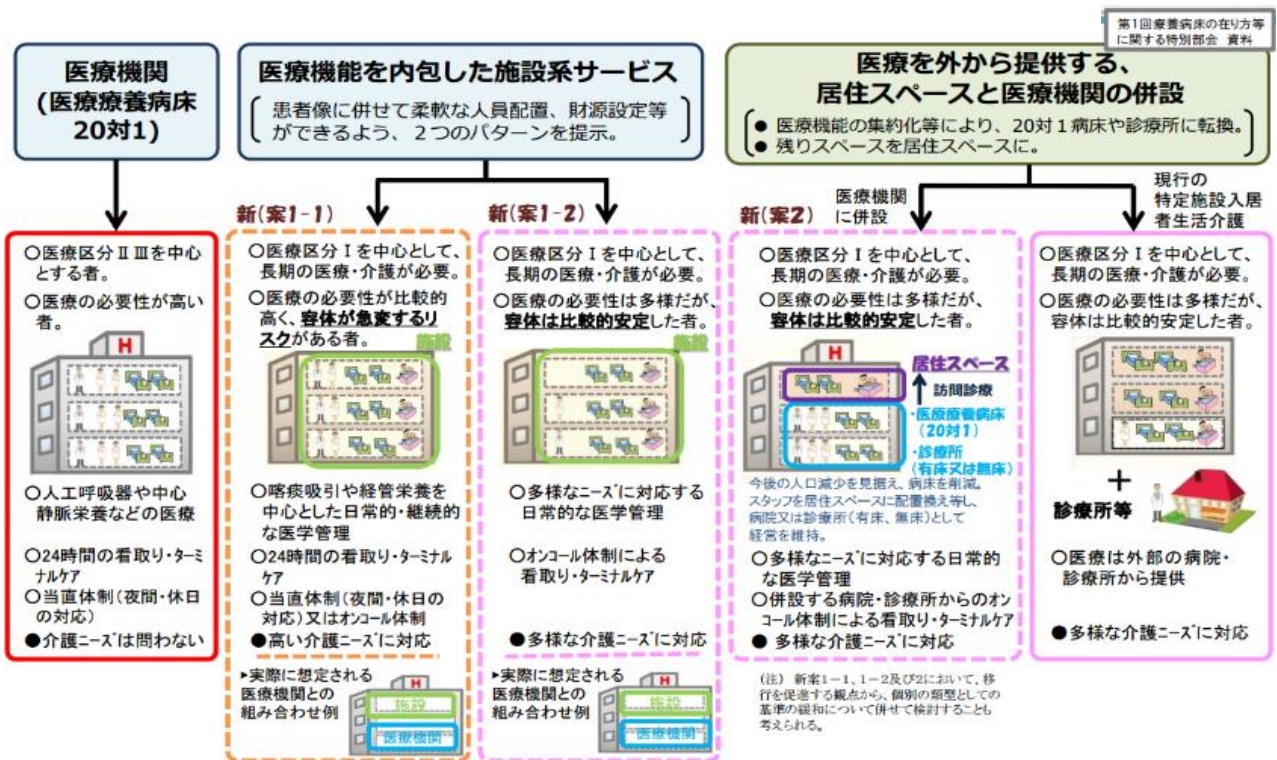 第1回療養病床の在り方等
に関する特別部会 資料
医療機関
(医療療養病床
20対1)
医療機能を内包した施設系サービス
患者像に併せて柔軟な人員配置、財源設定等
ができるよう、２つのパターンを提示。
医療を外から提供する、
居住スペースと医療機関の併設
● 医療機能の集約化等により、20対１病床や診療所に転換。
● 残りスペースを居住スペースに。
○医療区分ⅡⅢを中心
とする者。
○医療の必要性が高い
者。
H
○人工呼吸器や中心
静脈栄養などの医療
○24時間の看取り・ターミ
ナルケア
○当直体制(夜間・休日
の対応)
●介護ニーズは問わない
新(案1-1)
○医療区分Ⅰを中心として、
長期の医療・介護が必要。
○医療の必要性が比較的
高く、容体が急変するリ
スクがある者。
施設
H
○喀痰吸引や経管栄養を
中心とした日常的・継続的
な医学管理
○24時間の看取り・ターミナル
ケア
○当直体制(夜間・休日の
対応)又はオンコール体制
●高い介護ニーズに対応
▶実際に想定される
医療機関との
組み合わせ例
H
施設
医療機関
新(案1-2)
○医療区分Ⅰを中心として、
長期の医療・介護が必要。
○医療の必要性は多様だが、
容体は比較的安定した者。
施設
H
○多様なニーズに対応する
日常的な医学管理
○オンコール体制による
看取り・ターミナルケア
●多様な介護ニーズに対応
▶実際に想定される
医療機関との
組み合わせ例
H
施設
医療機関
新(案2)
医療機関
に併設
○医療区分Ⅰを中心として、
長期の医療・介護が必要。
○医療の必要性は多様だが、
容体は比較的安定した者。
H
居住スペース
訪問診療
・医療療養病床
(20対1)
・診療所
(有床又は無床)
今後の人口減少を見据え、病床を削減。
スタッフを居住スペースに配置換え等し、
病院又は診療所(有床、無床)として
経営を維持。
○多様なニーズに対応する日常的
な医学管理
○併設する病院・診療所からのオン
コール体制による看取り・ターミナルケア
● 多様な介護ニーズに対応
現行の
特定施設入居
者生活介護
○医療区分Ⅰを中心として、
長期の医療・介護が必要。
○医療の必要性は多様だが、
容体は比較的安定した者。
＋
診療所等
○医療は外部の病院・
診療所から提供
●多様な介護ニーズに対応
(注) 新案１－１、１－２及び２において、移
行を促進する観点から、個別の類型としての
基準の緩和について併せて検討することも
考えられる。